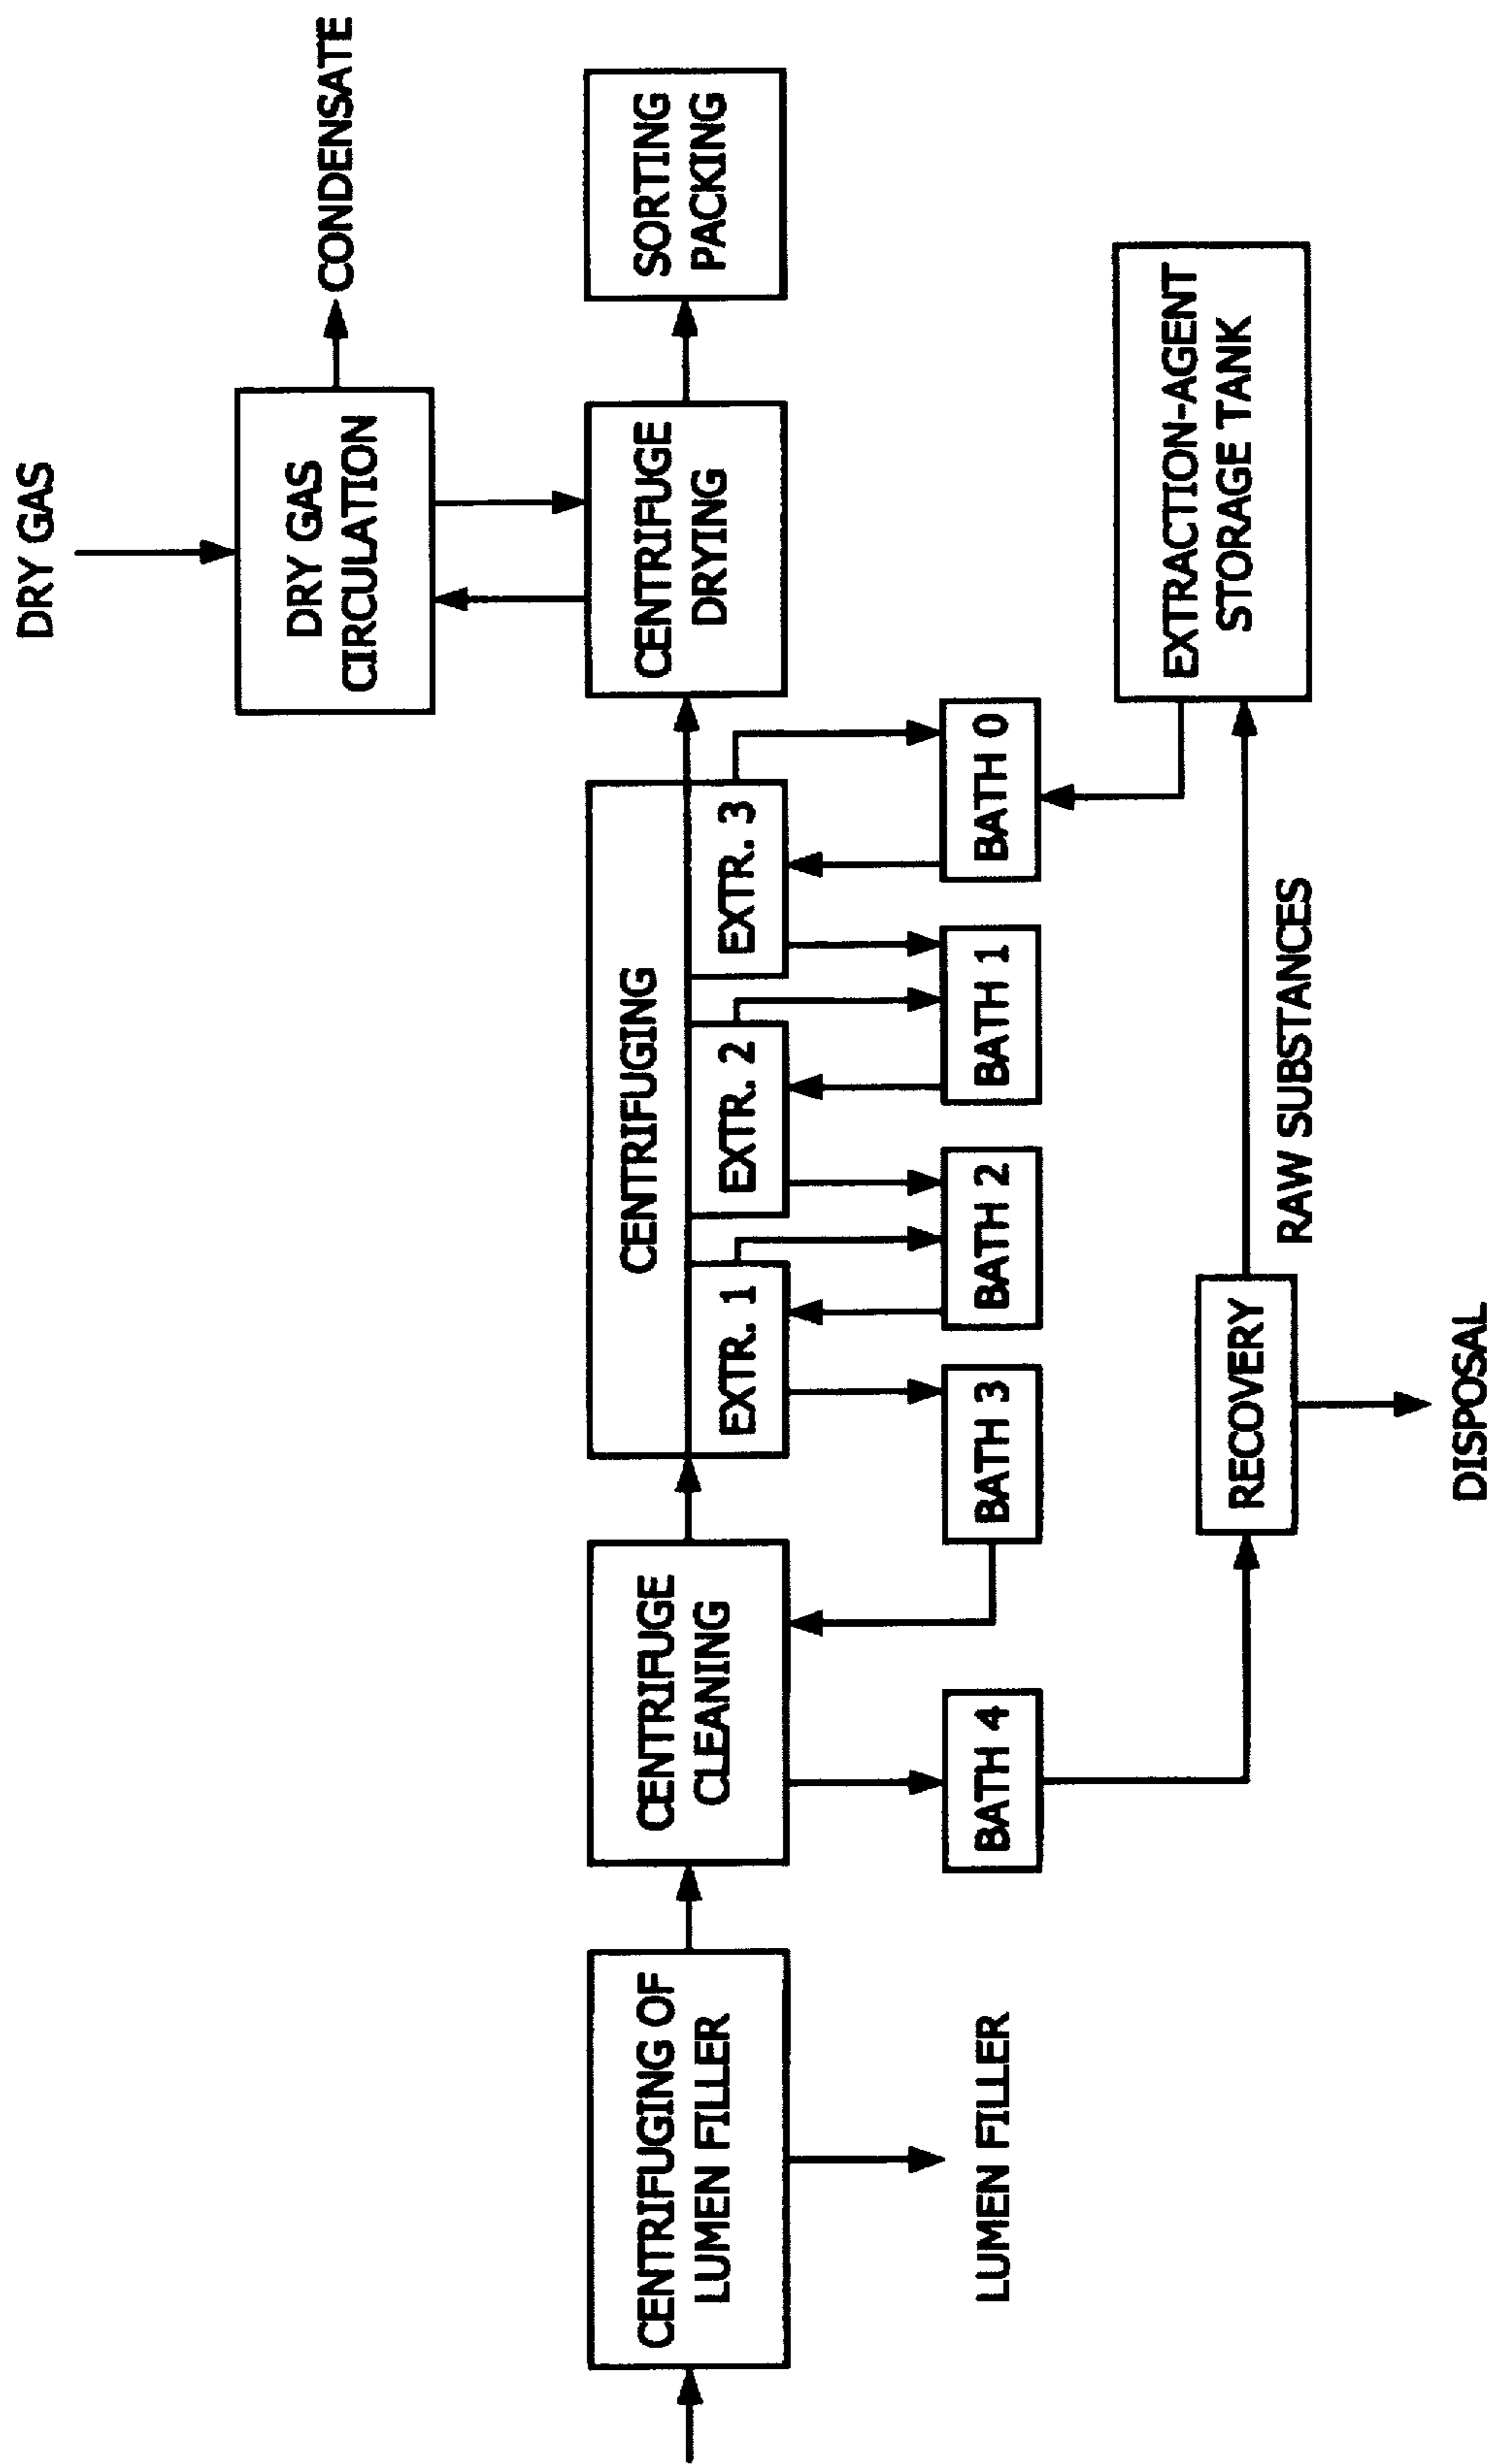 DRY GAS
DRY GAS
CIRCULATION
CONDENSATE
CENTRIFUGING OF
LUMEN FILLER
CENTRIFUGE
CLEANING
CENTRIFUGING
EXTR. 1
EXTR. 2
EXTR. 3
CENTRIFUGE
DRYING
SORTING
PACKING
LUMEN FILLER
BATH 4
BATH 3
BATH 2
BATH 1
BATH 0
RECOVERY
RAW SUBSTANCES
EXTRACTION-AGENT
STORAGE TANK
DISPOSAL